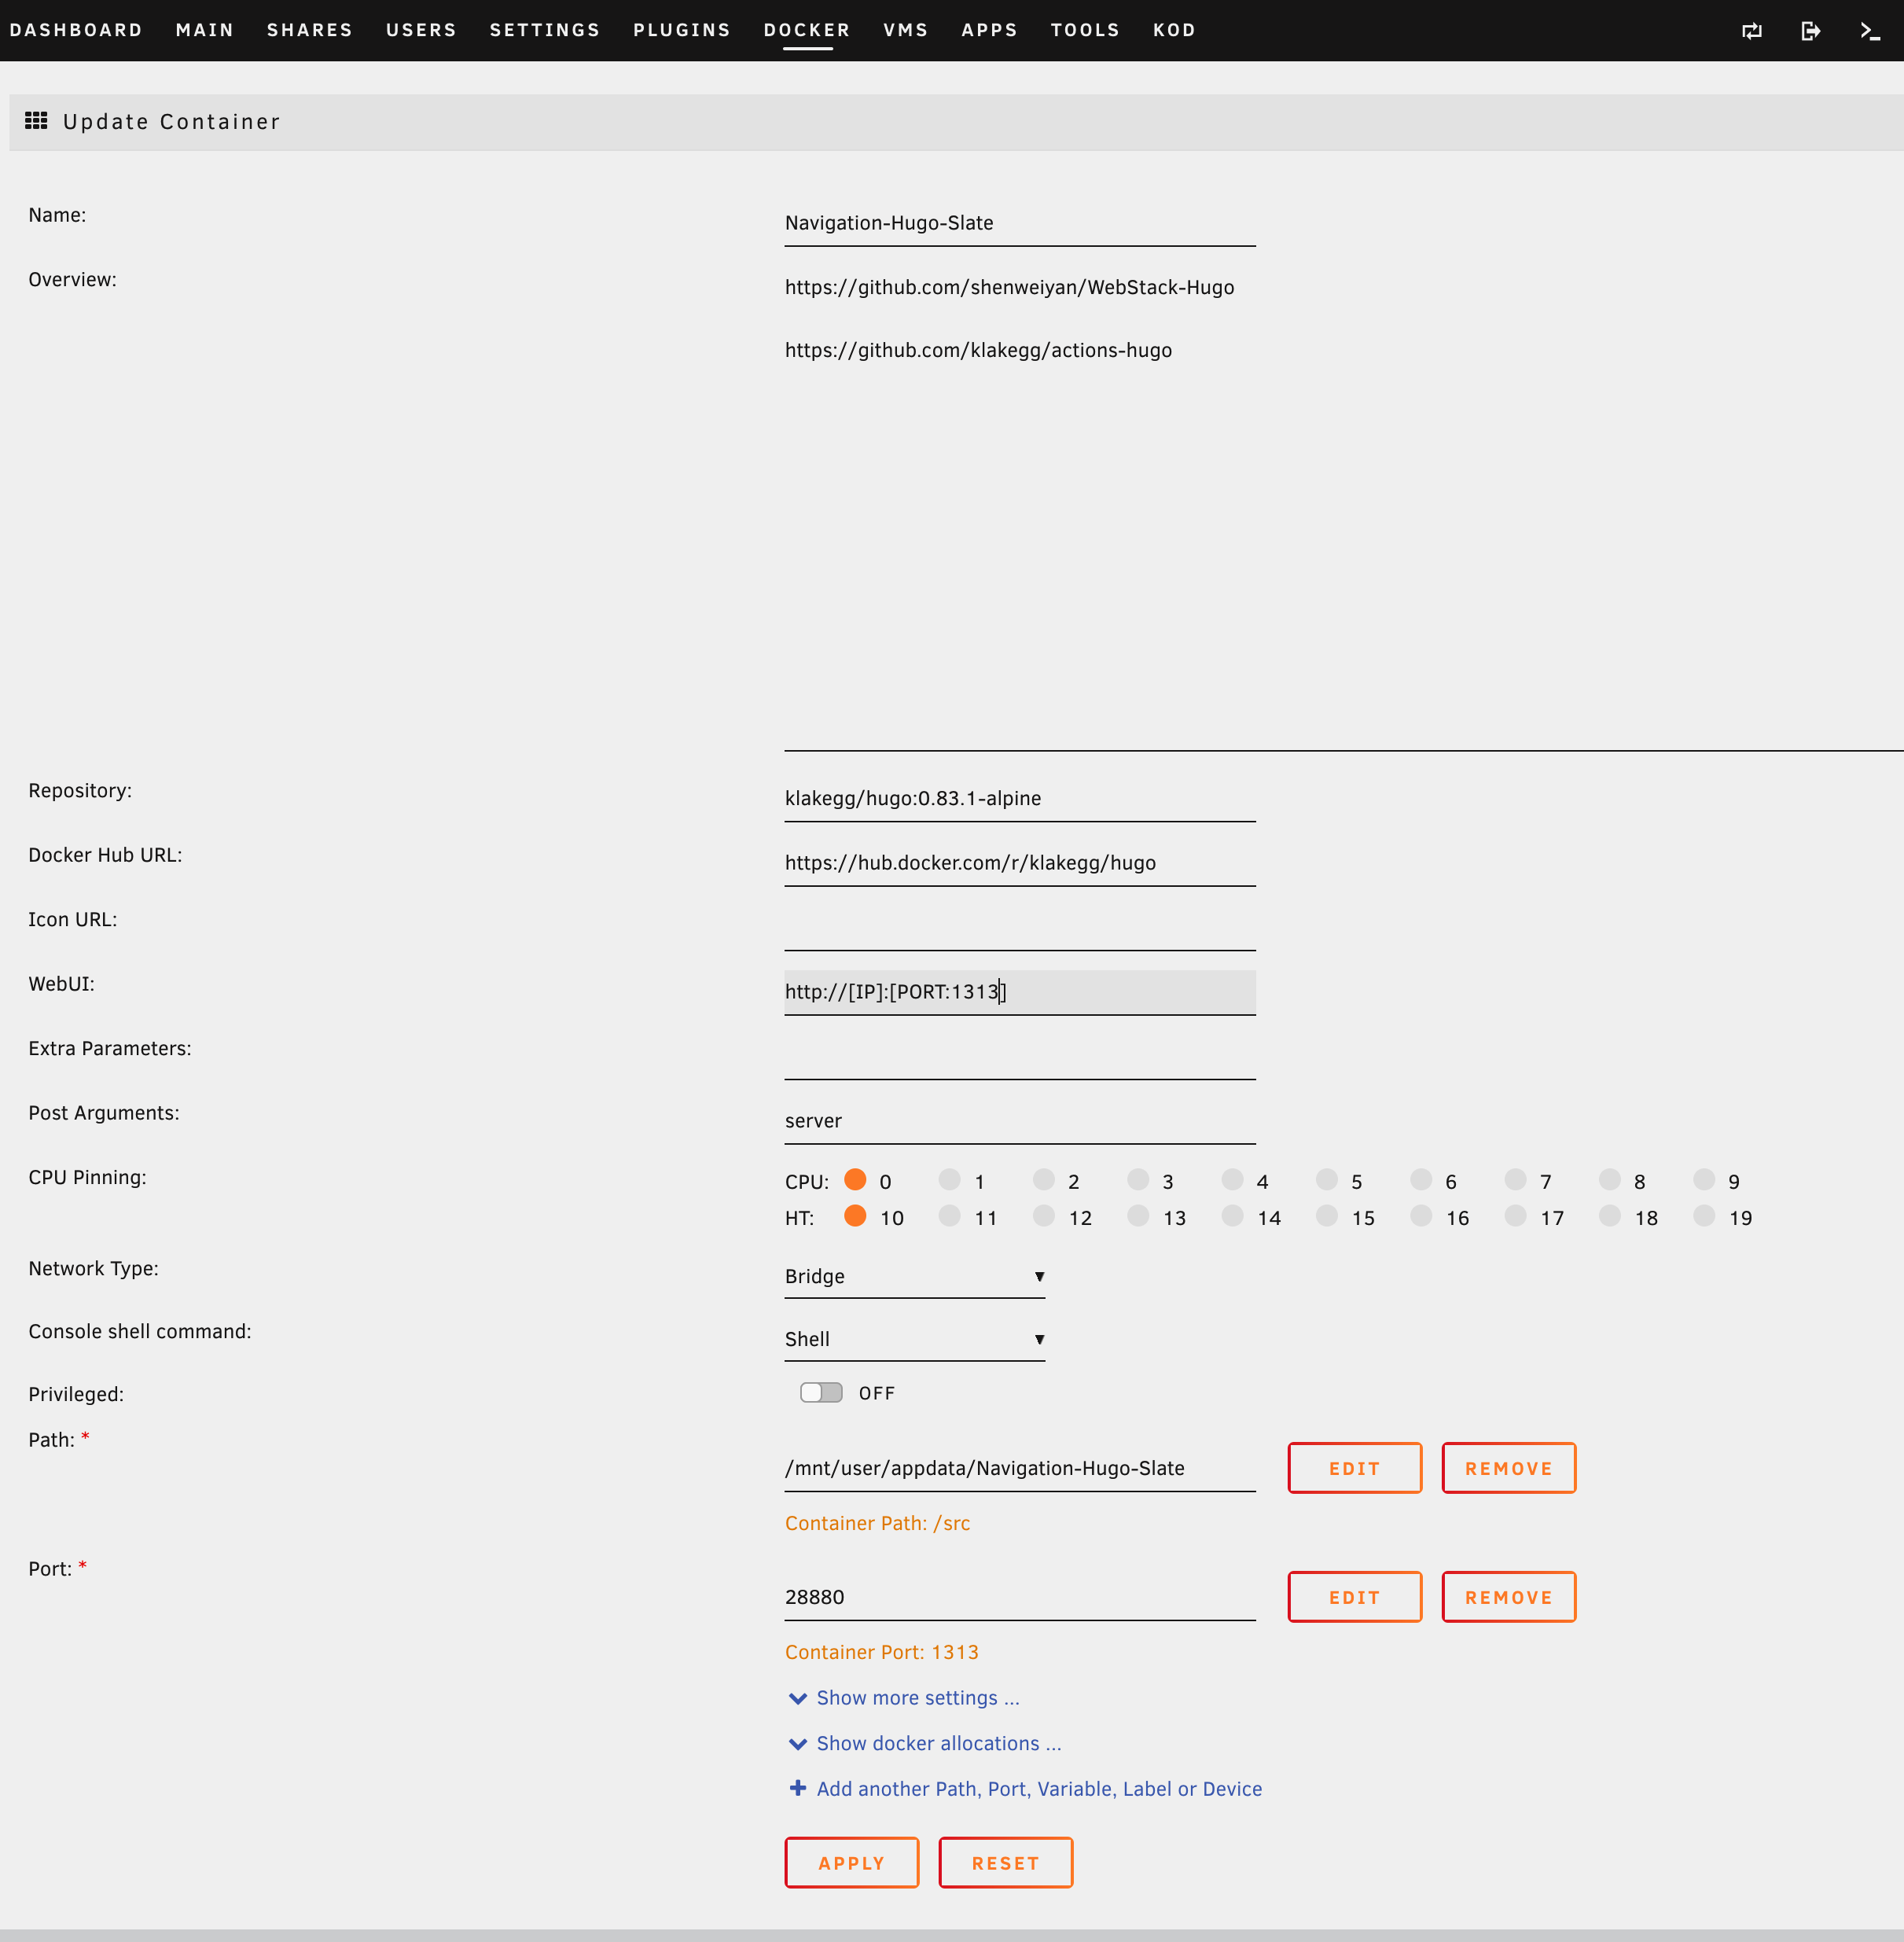 DASHBOARD MAIN SHARES USERS SETTINGS PLUGINS DOCKER VMS APPS TOOLS KOD
Update Container
Name:
Navigation-Hugo-Slate
Overview:
https://github.com/shenweiyan/WebStack-Hugo
https://github.com/klakegg/actions-hugo
Repository:
klakegg/hugo:0.83.1-alpine
Docker Hub URL:
https://hub.docker.com/r/klakegg/hugo
Icon URL:
WebUI:
http://[IP]:[PORT:1313]
Extra Parameters:
Post Arguments:
server
CPU Pinning:
CPU: 0 1 2 3 4 5 6 7 8 9
HT: 10 11 12 13 14 15 16 17 18 19
Network Type:
Bridge
Console shell command:
Shell
Privileged:
OFF
Path: *
/mnt/user/appdata/Navigation-Hugo-Slate EDIT REMOVE
Container Path: /src
Port: *
28880 EDIT REMOVE
Container Port: 1313
Show more settings ...
Show docker allocations ...
Add another Path, Port, Variable, Label or Device
APPLY RESET